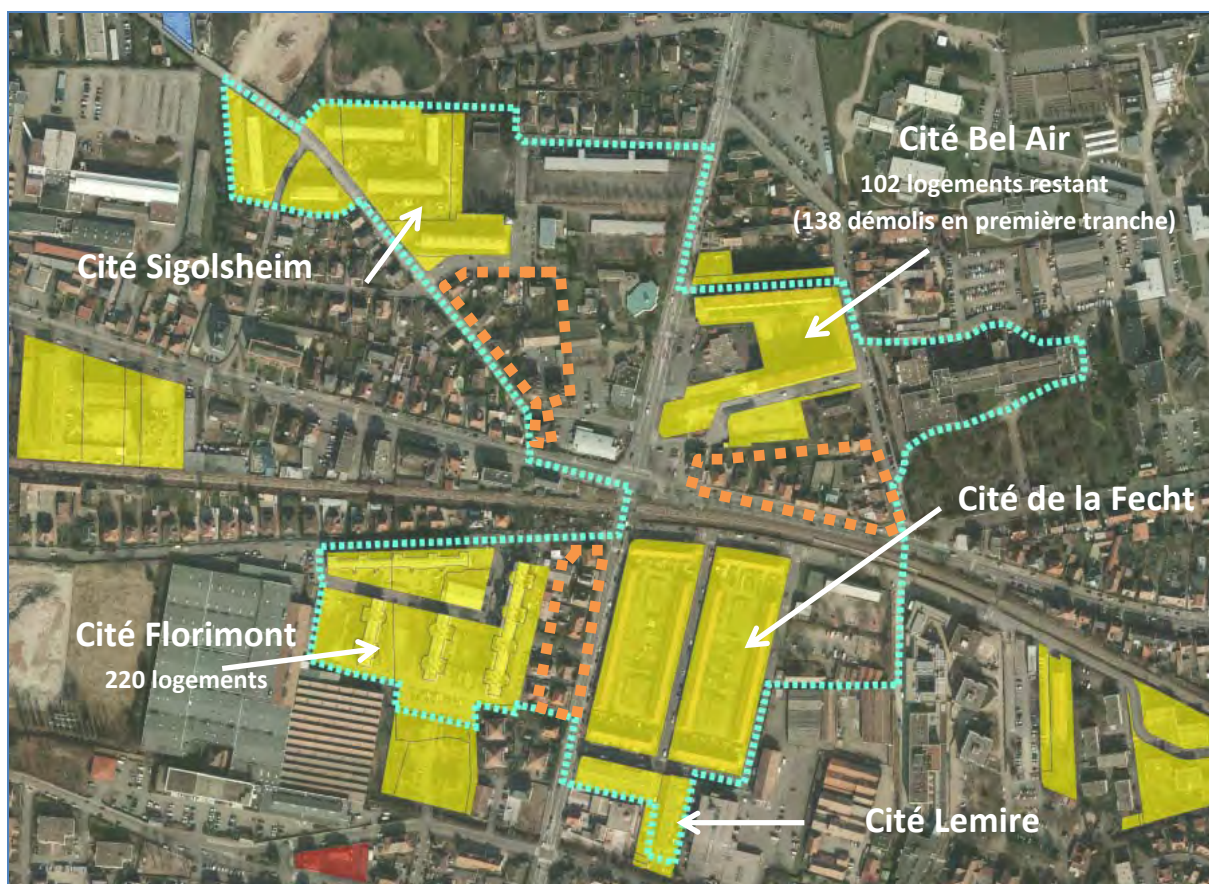 Cité Bel Air
102 logements restant
(138 démolis en première tranche)
Cité Sigolsheim
Cité de la Fecht
Cité Florimont
220 logements
Cité Lemire